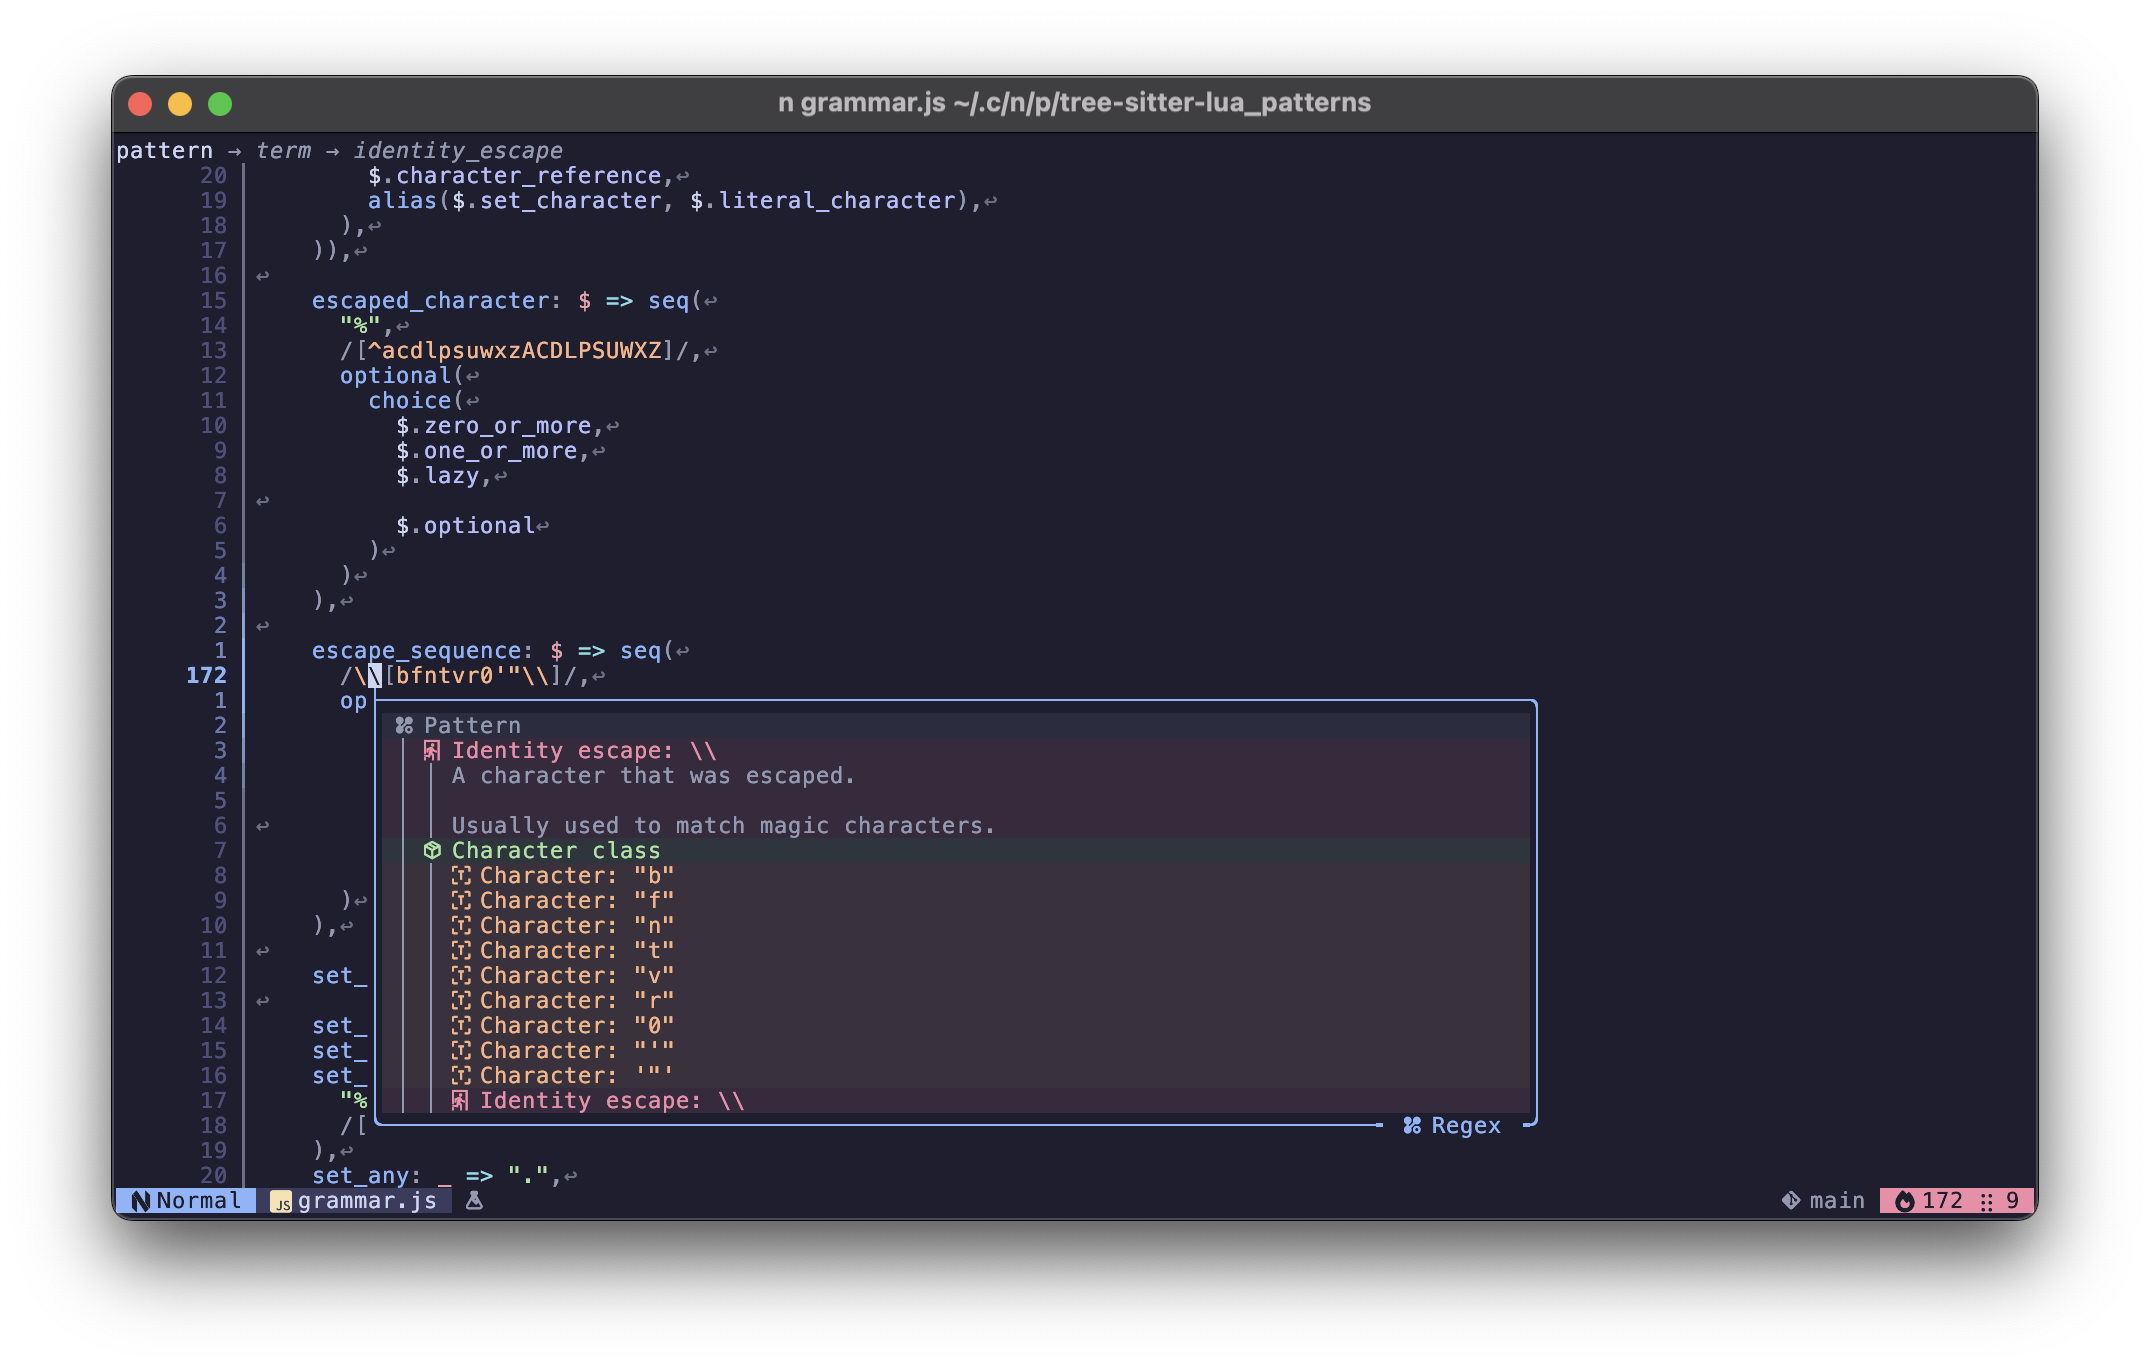 n grammar.js ~/.c/n/p/tree-sitter-lua_patterns
pattern → term → identity_escape
20 $.character_reference,↩
19 alias($.set_character, $.literal_character),↩
18 ),↩
17 )),↩
16 ↩
15 escaped_character: $ => seq(↩
14 "%",↩
13 /[^acdlpsuwxzACDLPSUWXZ]/,↩
12 optional(↩
11 choice(↩
10 $.zero_or_more,↩
9 $.one_or_more,↩
8 $.lazy,↩
7 ↩
6 $.optional↩
5 )↩
4 )↩
3 ),↩
2 ↩
1 escape_sequence: $ => seq(↩
172 /\\[bfntvr0'"\\]/,↩
1 op
2 Pattern
3 Identity escape: \\
4 A character that was escaped.
5
6 ↩ Usually used to match magic characters.
7 Character class
8 Character: "b"
9 )↩ Character: "f"
10 ),↩ Character: "n"
11 ↩ Character: "t"
12 set_ Character: "v"
13 ↩ Character: "r"
14 set_ Character: "0"
15 set_ Character: "'"
16 set_ Character: '"'
17 "% Identity escape: \\
18 /[ Regex
19 ),↩
20 set_any: _ => ".",↩
Normal JS grammar.js main 172 9